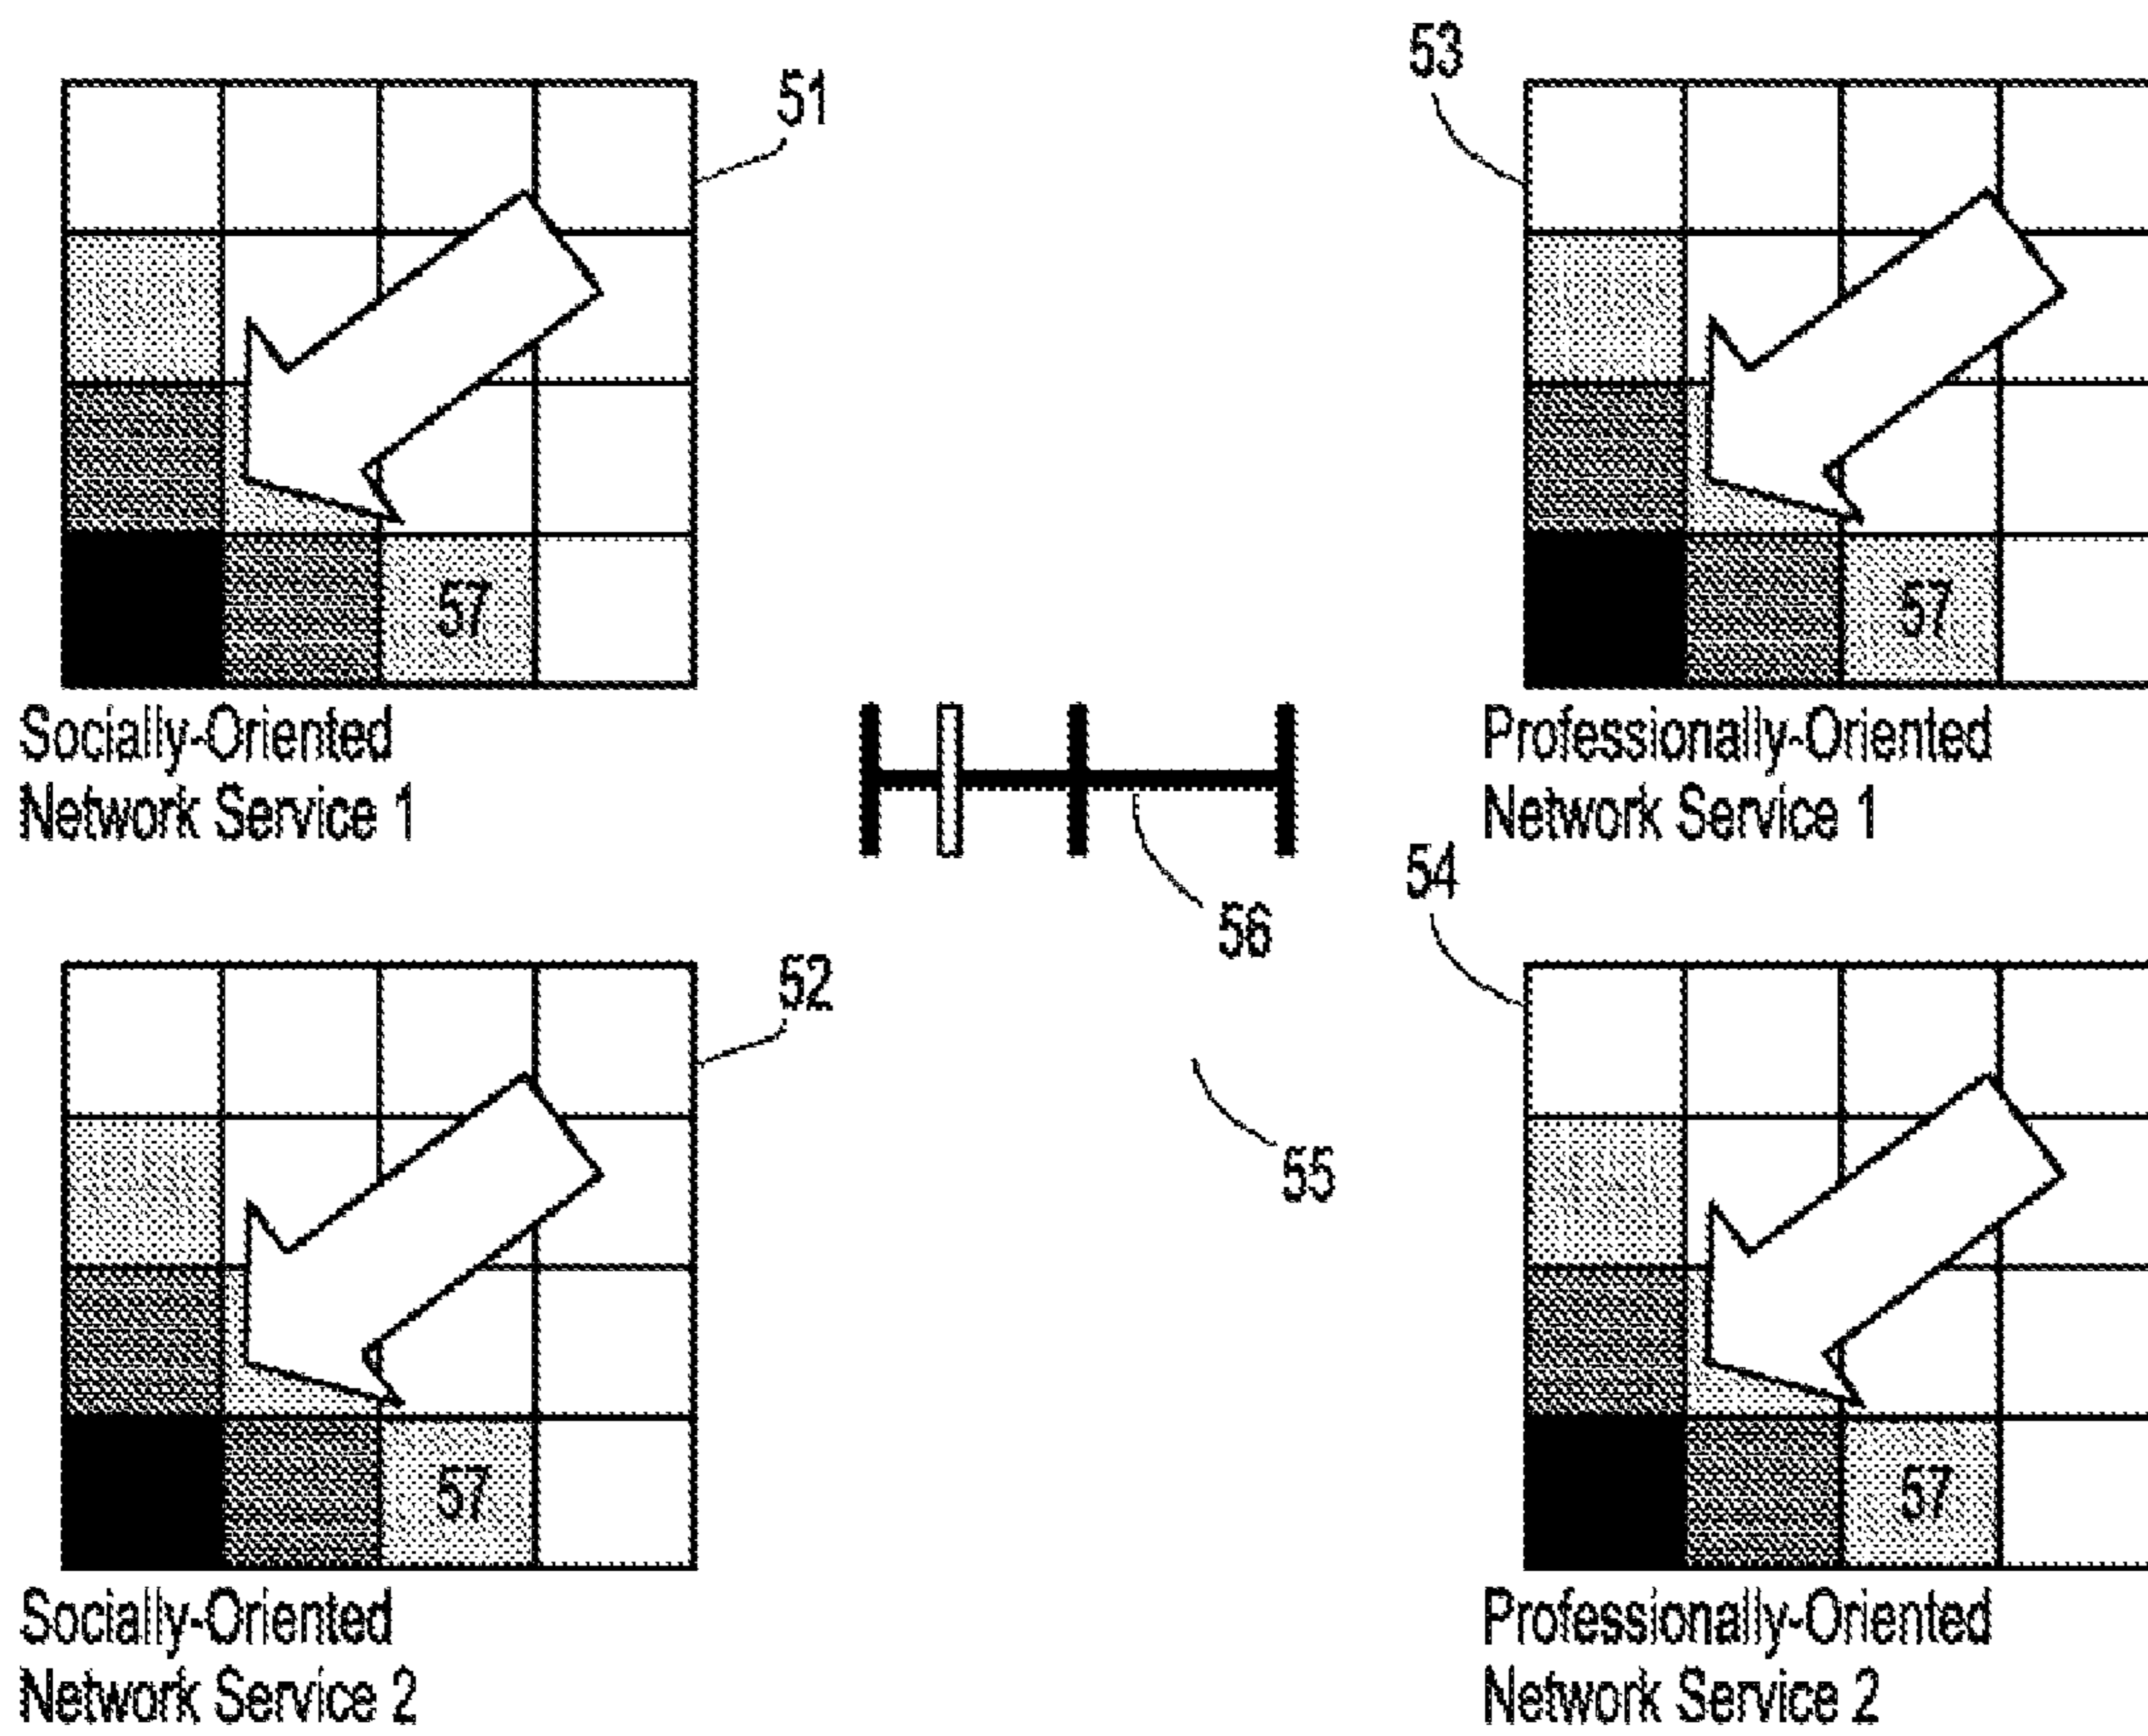 53
51
57
57
Socially-Oriented
Network Service 1
Professionally-Oriented
Network Service 1
56
54
52
55
57
57
Socially-Oriented
Network Service 2
Professionally-Oriented
Network Service 2